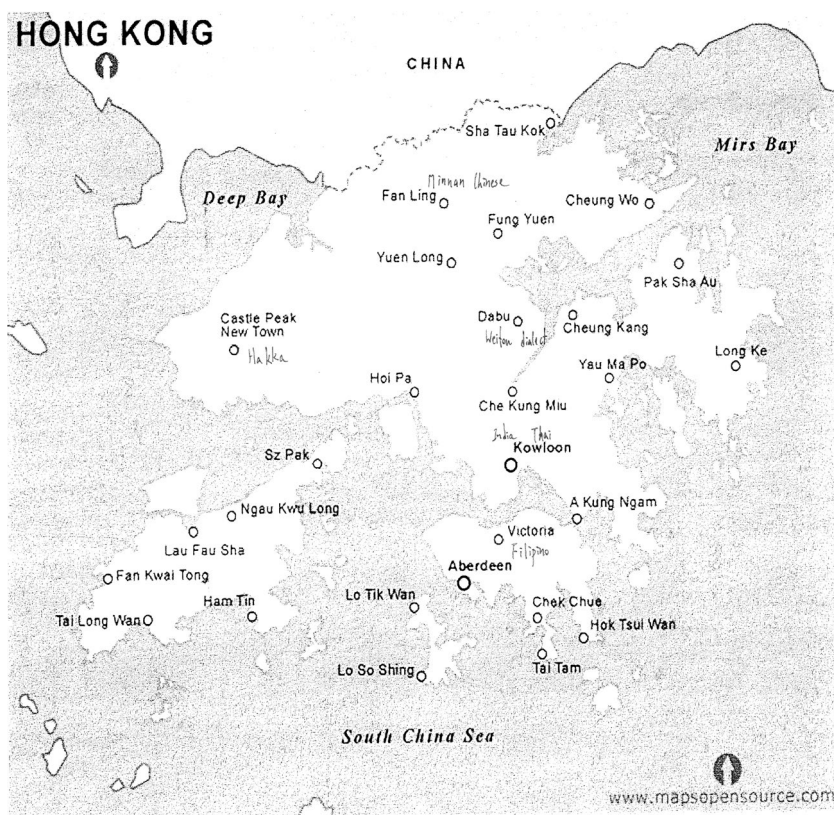 HONG KONG
CHINA
Sha Tau Kok
Mirs Bay
Deep Bay
Minnan Chinese
Fan Ling
Cheung Wo
Fung Yuen
Yuen Long
Pak Sha Au
Castle Peak
New Town
Hakka
Dabu
Weitou dialect
Cheung Kang
Long Ke
Yau Ma Po
Hoi Pa
Che Kung Miu
India Thai
Kowloon
Sz Pak
Ngau Kwu Long
A Kung Ngam
Lau Fau Sha
Victoria
Filipino
Aberdeen
Fan Kwai Tong
Ham Tin
Lo Tik Wan
Chek Chue
Tai Long Wan
Hok Tsui Wan
Tai Tam
Lo So Shing
South China Sea
www.mapsopensource.com